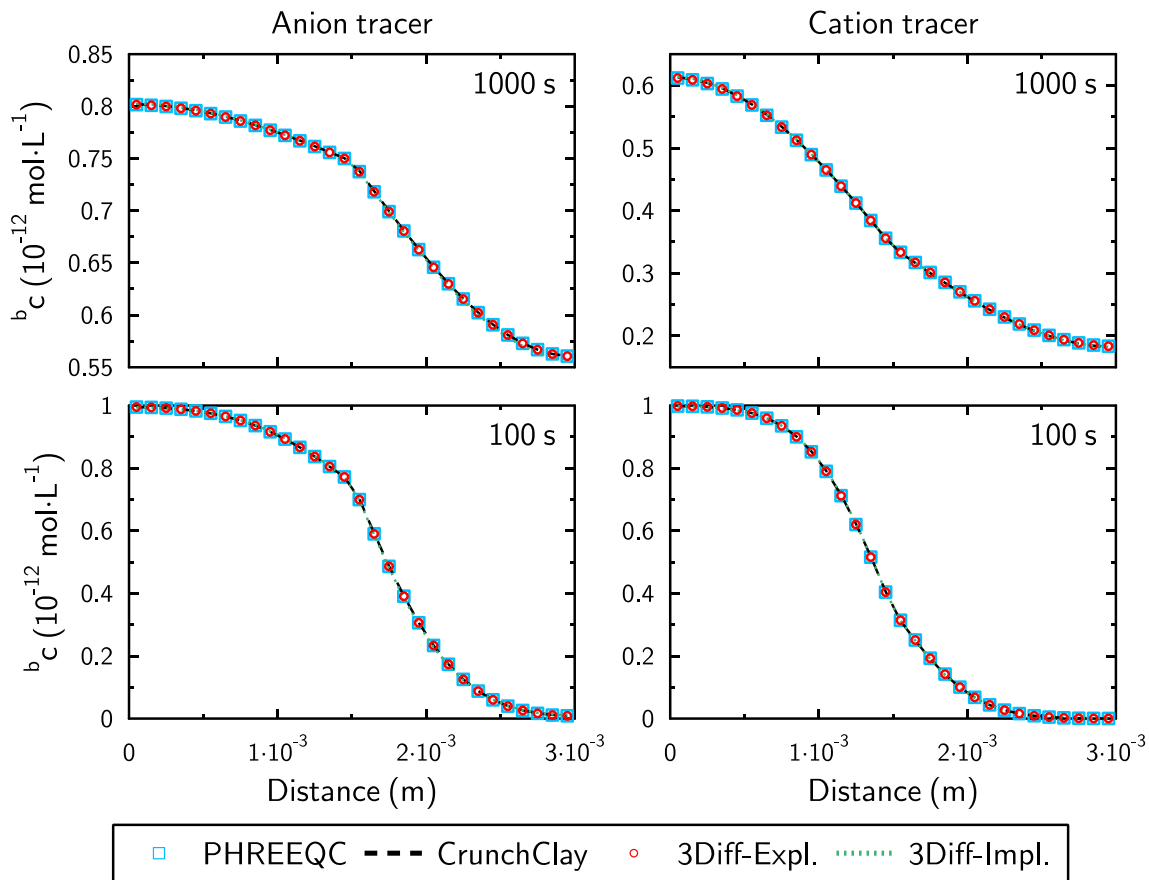 Anion tracer
Cation tracer
0.85
0.8
0.75
0.7
0.65
0.6
0.55
ᵇc (10⁻¹² mol·L⁻¹)
1000 s
0.6
0.5
0.4
0.3
0.2
1000 s
1
0.8
0.6
0.4
0.2
0
ᵇc (10⁻¹² mol·L⁻¹)
100 s
1
0.8
0.6
0.4
0.2
0
100 s
0 1·10⁻³ 2·10⁻³ 3·10⁻³
0 1·10⁻³ 2·10⁻³ 3·10⁻³
Distance (m)
Distance (m)
PHREEQC CrunchClay 3Diff-Expl. 3Diff-Impl.